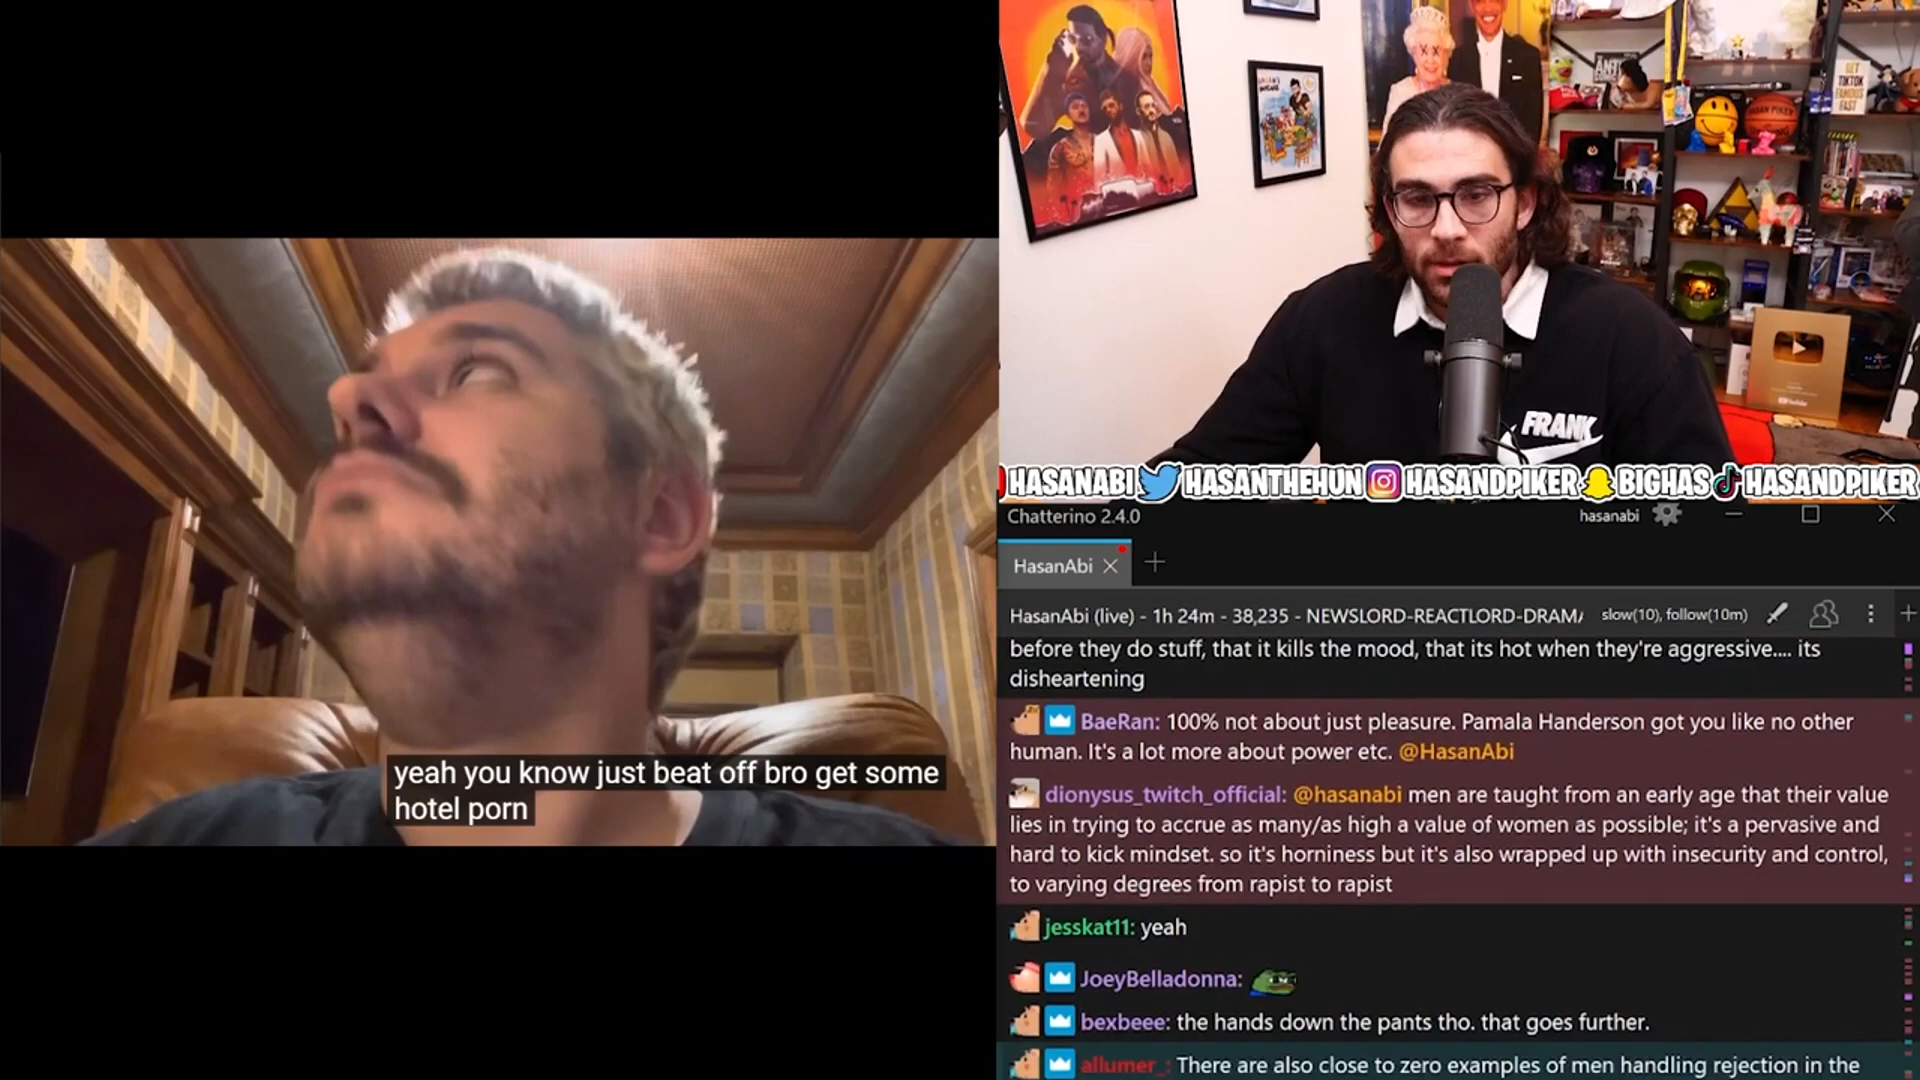 yeah you know just beat off bro get some
hotel porn
GET
TIKTOK
FAMOUS
FAST
HASAN PIKER
FRANK
HASANABI HASANTHEHUN HASANDPIKER BIGHAS HASANDPIKER
Chatterino 2.4.0
hasanabi
HasanAbi
HasanAbi (live) - 1h 24m - 38,235 - NEWSLORD-REACTLORD-DRAMA
slow(10), follow(10m)
before they do stuff, that it kills the mood, that its hot when they're aggressive.... its
disheartening
BaeRan: 100% not about just pleasure. Pamala Handerson got you like no other
human. It's a lot more about power etc. @HasanAbi
dionysus_twitch_official: @hasanabi men are taught from an early age that their value
lies in trying to accrue as many/as high a value of women as possible; it's a pervasive and
hard to kick mindset. so it's horniness but it's also wrapped up with insecurity and control,
to varying degrees from rapist to rapist
jesskat11: yeah
JoeyBelladonna:
bexbeee: the hands down the pants tho. that goes further.
allumer_: There are also close to zero examples of men handling rejection in the